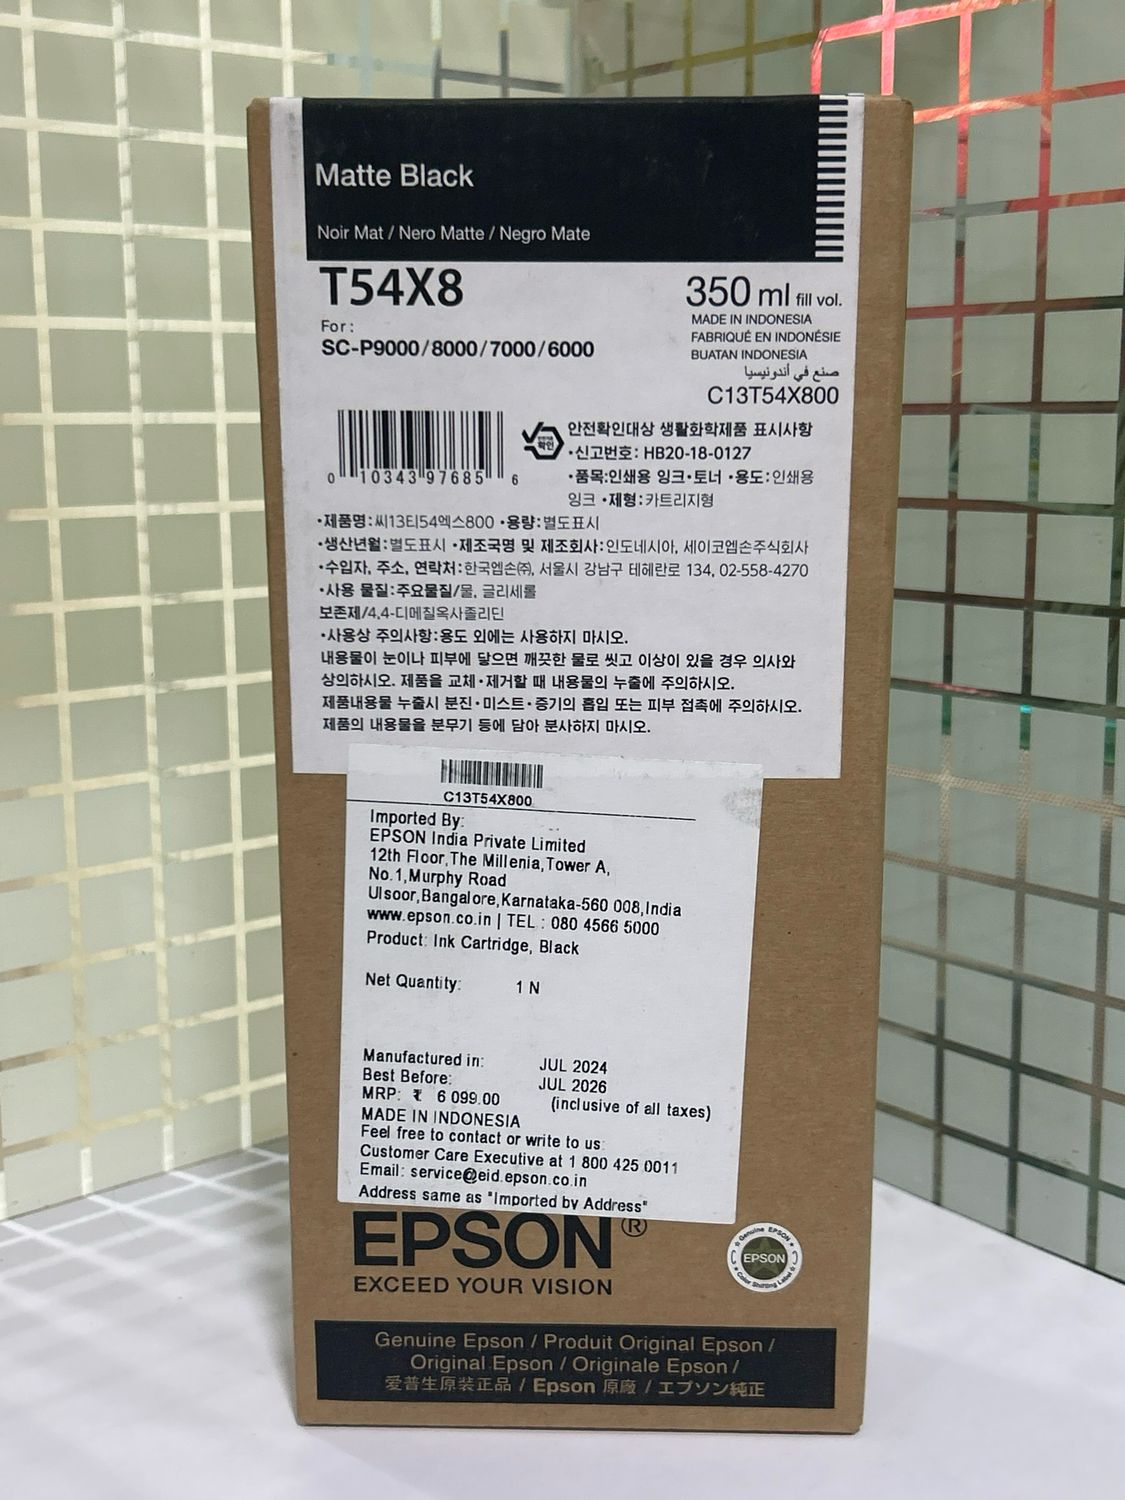 Matte Black
Noir Mat / Nero Matte / Negro Mate
T54X8
350 ml fill vol.
For :
MADE IN INDONESIA
SC-P9000/8000/7000/6000
FABRIQUÉ EN INDONÉSIE
BUATAN INDONESIA
صنع في أندونيسيا
C13T54X800
0 10343 97685 6
안전확인대상 생활화학제품 표시사항
•신고번호: HB20-18-0127
•품목:인쇄용 잉크•토너 •용도:인쇄용
잉크 •제형:카트리지형
•제품명:씨13티54엑스800 •용량:별도표시
•생산년월:별도표시 •제조국명 및 제조회사:인도네시아, 세이코엡손주식회사
•수입자, 주소, 연락처:한국엡손㈜, 서울시 강남구 테헤란로 134, 02-558-4270
•사용 물질:주요물질/물, 글리세롤
보존제/4,4-디메칠옥사졸리딘
•사용상 주의사항:용도 외에는 사용하지 마시오.
내용물이 눈이나 피부에 닿으면 깨끗한 물로 씻고 이상이 있을 경우 의사와
상의하시오. 제품을 교체•제거할 때 내용물의 누출에 주의하시오.
제품내용물 누출시 분진•미스트•증기의 흡입 또는 피부 접촉에 주의하시오.
제품의 내용물을 분무기 등에 담아 분사하지 마시오.
C13T54X800
Imported By:
EPSON India Private Limited
12th Floor,The Millenia,Tower A,
No.1,Murphy Road
Ulsoor,Bangalore,Karnataka-560 008,India
www.epson.co.in | TEL : 080 4566 5000
Product: Ink Cartridge, Black
Net Quantity: 1 N
Manufactured in: JUL 2024
Best Before: JUL 2026
MRP: ₹ 6 099.00 (inclusive of all taxes)
MADE IN INDONESIA
Feel free to contact or write to us:
Customer Care Executive at 1 800 425 0011
Email: service@eid.epson.co.in
Address same as "Imported by Address"
EPSON®
EXCEED YOUR VISION
Genuine EPSON
EPSON
Color Shifting Label
Genuine Epson / Produit Original Epson /
Original Epson / Originale Epson /
爱普生原装正品 / Epson 原廠 / エプソン純正